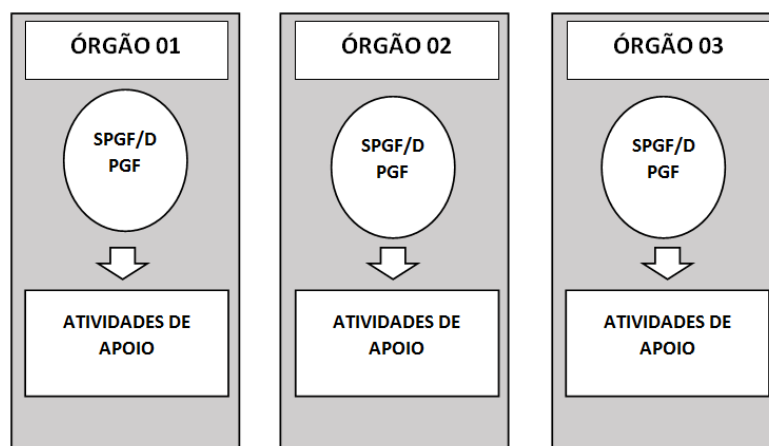 ÓRGÃO 01
SPGF/D
PGF
ATIVIDADES DE
APOIO
ÓRGÃO 02
SPGF/D
PGF
ATIVIDADES DE
APOIO
ÓRGÃO 03
SPGF/D
PGF
ATIVIDADES DE
APOIO